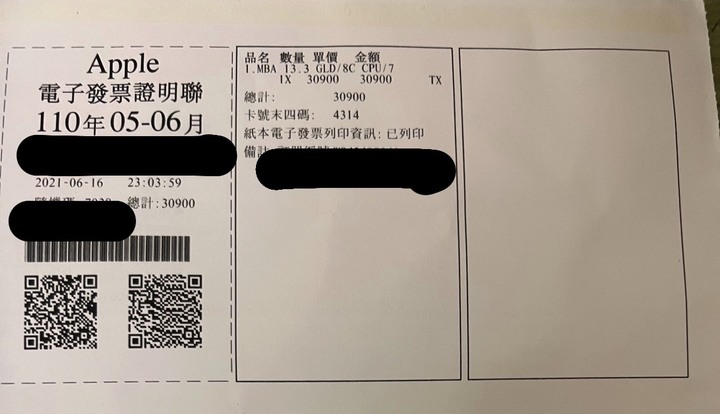 Apple
電子發票證明聯
110年05-06月
2021-06-16 23:03:59
總計:30900
品名 數量 單價 金額
1.MBA 13.3 GLD/8C CPU/7
1X 30900 30900 TX
總計: 30900
卡號末四碼: 4314
紙本電子發票列印資訊:已列印
備註